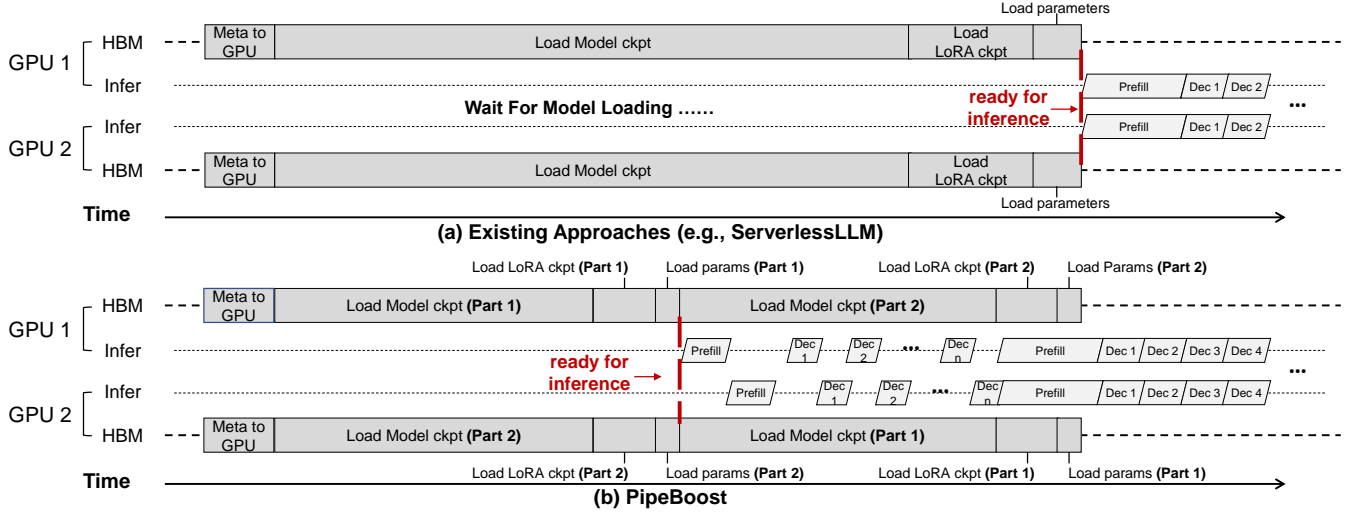 Load parameters
GPU 1
HBM
Meta to
GPU
Load Model ckpt
Load
LoRA ckpt
Infer
Prefill
Dec 1
Dec 2
...
Wait For Model Loading ……
ready for
inference
GPU 2
Infer
Prefill
Dec 1
Dec 2
HBM
Meta to
GPU
Load Model ckpt
Load
LoRA ckpt
Load parameters
Time
(a) Existing Approaches (e.g., ServerlessLLM)
Load LoRA ckpt (Part 1)
Load params (Part 1)
Load LoRA ckpt (Part 2)
Load Params (Part 2)
GPU 1
HBM
Meta to
GPU
Load Model ckpt (Part 1)
Load Model ckpt (Part 2)
Infer
Prefill
Dec
1
Dec
2
...
Dec
n
Prefill
Dec 1
Dec 2
Dec 3
Dec 4
...
ready for
inference
GPU 2
Infer
Prefill
Dec
1
Dec
2
...
Dec
n
Prefill
Dec 1
Dec 2
Dec 3
Dec 4
HBM
Meta to
GPU
Load Model ckpt (Part 2)
Load Model ckpt (Part 1)
Load LoRA ckpt (Part 2)
Load params (Part 2)
Load LoRA ckpt (Part 1)
Load params (Part 1)
Time
(b) PipeBoost